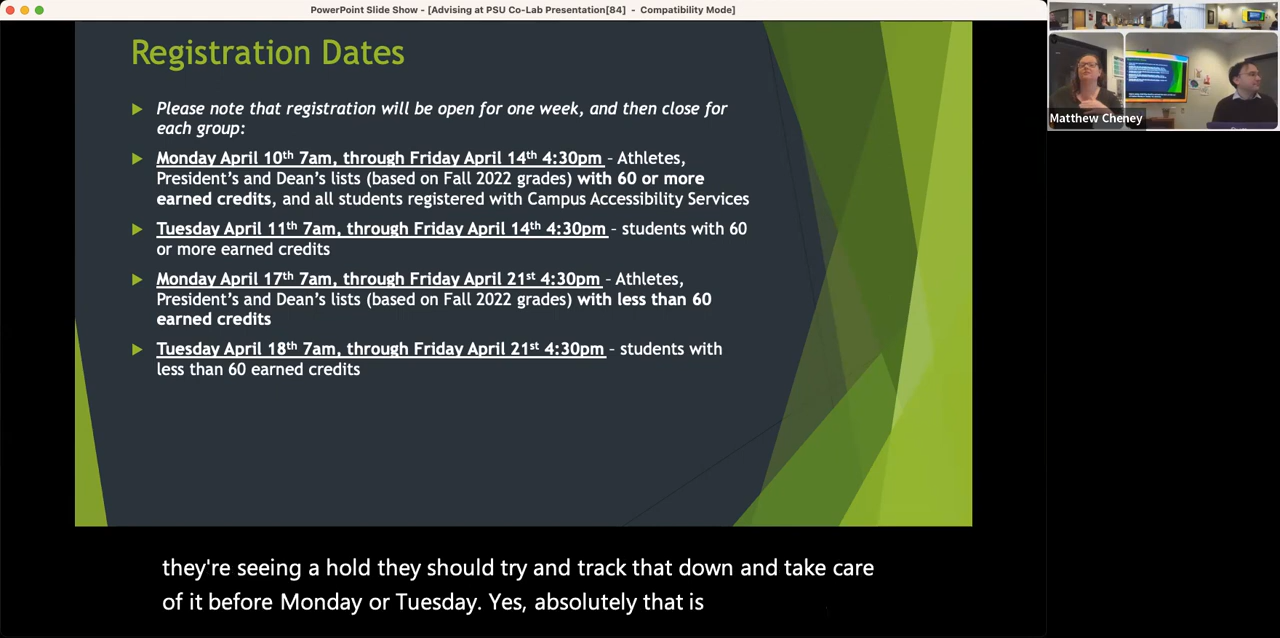 PowerPoint Slide Show - [Advising at PSU Co-Lab Presentation[84] - Compatibility Mode]
Registration Dates
Please note that registration will be open for one week, and then close for
each group:
Monday April 10th 7am, through Friday April 14th 4:30pm – Athletes,
President's and Dean's lists (based on Fall 2022 grades) with 60 or more
earned credits, and all students registered with Campus Accessibility Services
Tuesday April 11th 7am, through Friday April 14th 4:30pm – students with 60
or more earned credits
Monday April 17th 7am, through Friday April 21st 4:30pm – Athletes,
President's and Dean's lists (based on Fall 2022 grades) with less than 60
earned credits
Tuesday April 18th 7am, through Friday April 21st 4:30pm – students with
less than 60 earned credits
Matthew Cheney
they're seeing a hold they should try and track that down and take care
of it before Monday or Tuesday. Yes, absolutely that is